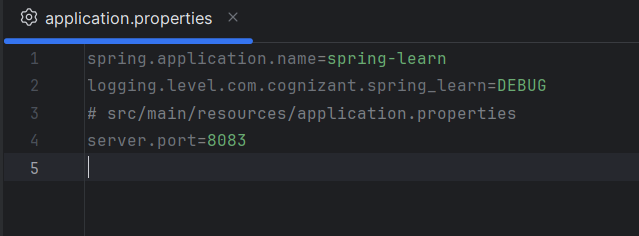 application.properties
1 spring.application.name=spring-learn
2 logging.level.com.cognizant.spring_learn=DEBUG
3 # src/main/resources/application.properties
4 server.port=8083
5